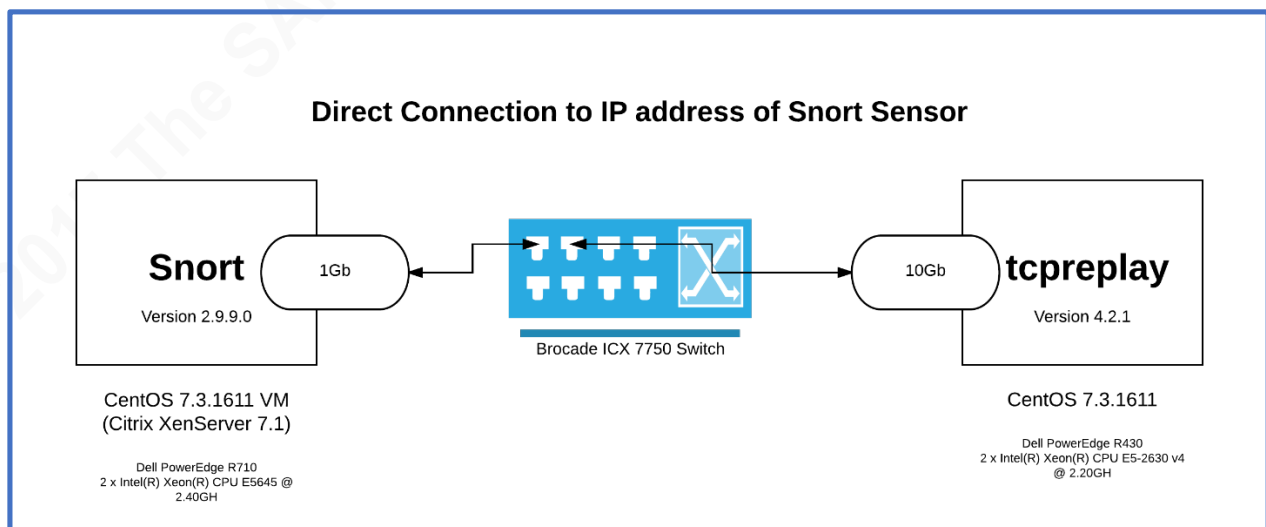 2017 The SA
Direct Connection to IP address of Snort Sensor
Snort
Version 2.9.9.0
1Gb
Brocade ICX 7750 Switch
10Gb
tcpreplay
Version 4.2.1
CentOS 7.3.1611 VM
(Citrix XenServer 7.1)
Dell PowerEdge R710
2 x Intel(R) Xeon(R) CPU E5645 @
2.40GH
CentOS 7.3.1611
Dell PowerEdge R430
2 x Intel(R) Xeon(R) CPU E5-2630 v4
@ 2.20GH